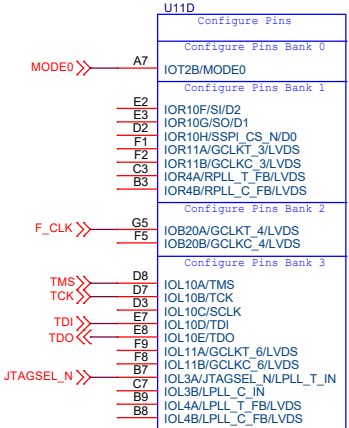 U11D
Configure Pins
Configure Pins Bank 0
MODE0 A7 IOT2B/MODE0
Configure Pins Bank 1
E2 IOR10F/SI/D2
E3 IOR10G/SO/D1
D2 IOR10H/SSPI_CS_N/D0
F1 IOR11A/GCLKT_3/LVDS
F2 IOR11B/GCLKC_3/LVDS
C3 IOR4A/RPLL_T_FB/LVDS
B3 IOR4B/RPLL_C_FB/LVDS
Configure Pins Bank 2
F_CLK G5 IOB20A/GCLKT_4/LVDS
F5 IOB20B/GCLKC_4/LVDS
Configure Pins Bank 3
TMS D8 IOL10A/TMS
TCK D7 IOL10B/TCK
D3 IOL10C/SCLK
TDI E7 IOL10D/TDI
TDO E8 IOL10E/TDO
F9 IOL11A/GCLKT_6/LVDS
F8 IOL11B/GCLKC_6/LVDS
JTAGSEL_N B7 IOL3A/JTAGSEL_N/LPLL_T_IN
C7 IOL3B/LPLL_C_IN
B9 IOL4A/LPLL_T_FB/LVDS
B8 IOL4B/LPLL_C_FB/LVDS